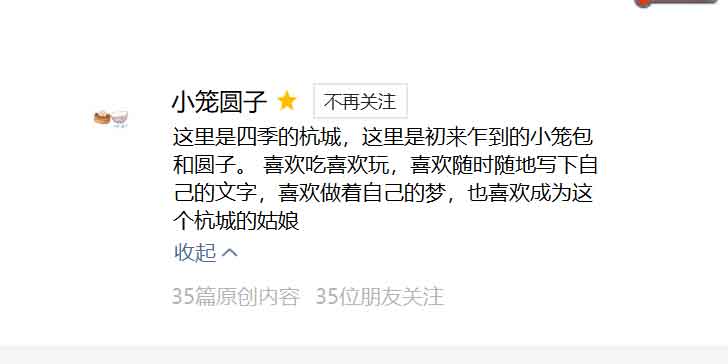 小笼圆子
不再关注
这里是四季的杭城，这里是初来乍到的小笼包
和圆子。 喜欢吃喜欢玩，喜欢随时随地写下自
己的文字，喜欢做着自己的梦，也喜欢成为这
个杭城的姑娘
收起
35篇原创内容 35位朋友关注